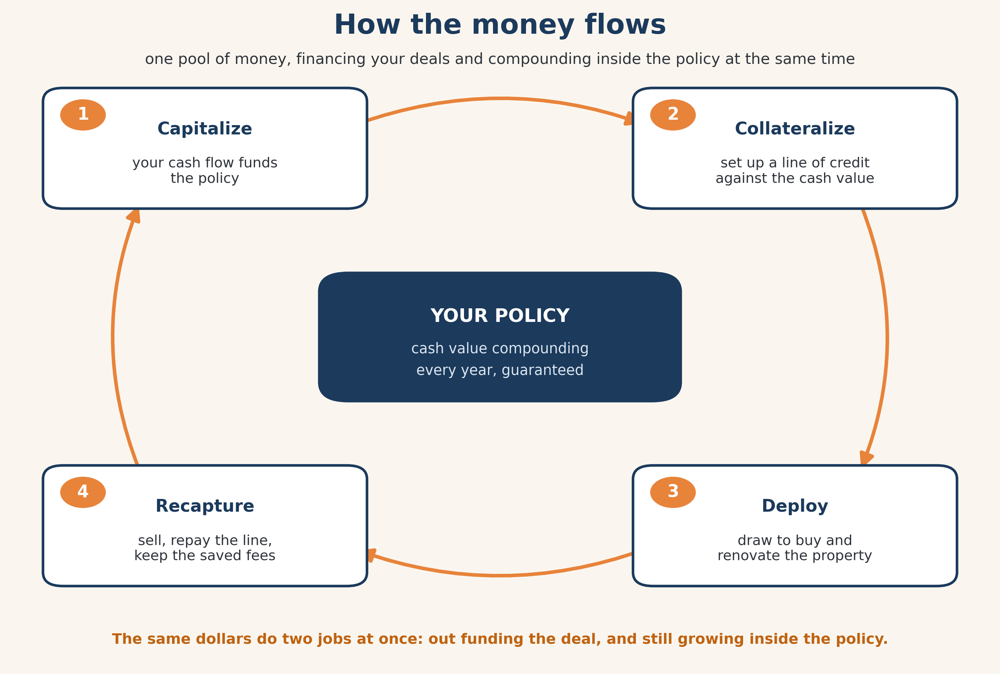 How the money flows
one pool of money, financing your deals and compounding inside the policy at the same time
1
Capitalize
your cash flow funds
the policy
2
Collateralize
set up a line of credit
against the cash value
YOUR POLICY
cash value compounding
every year, guaranteed
4
Recapture
sell, repay the line,
keep the saved fees
3
Deploy
draw to buy and
renovate the property
The same dollars do two jobs at once: out funding the deal, and still growing inside the policy.